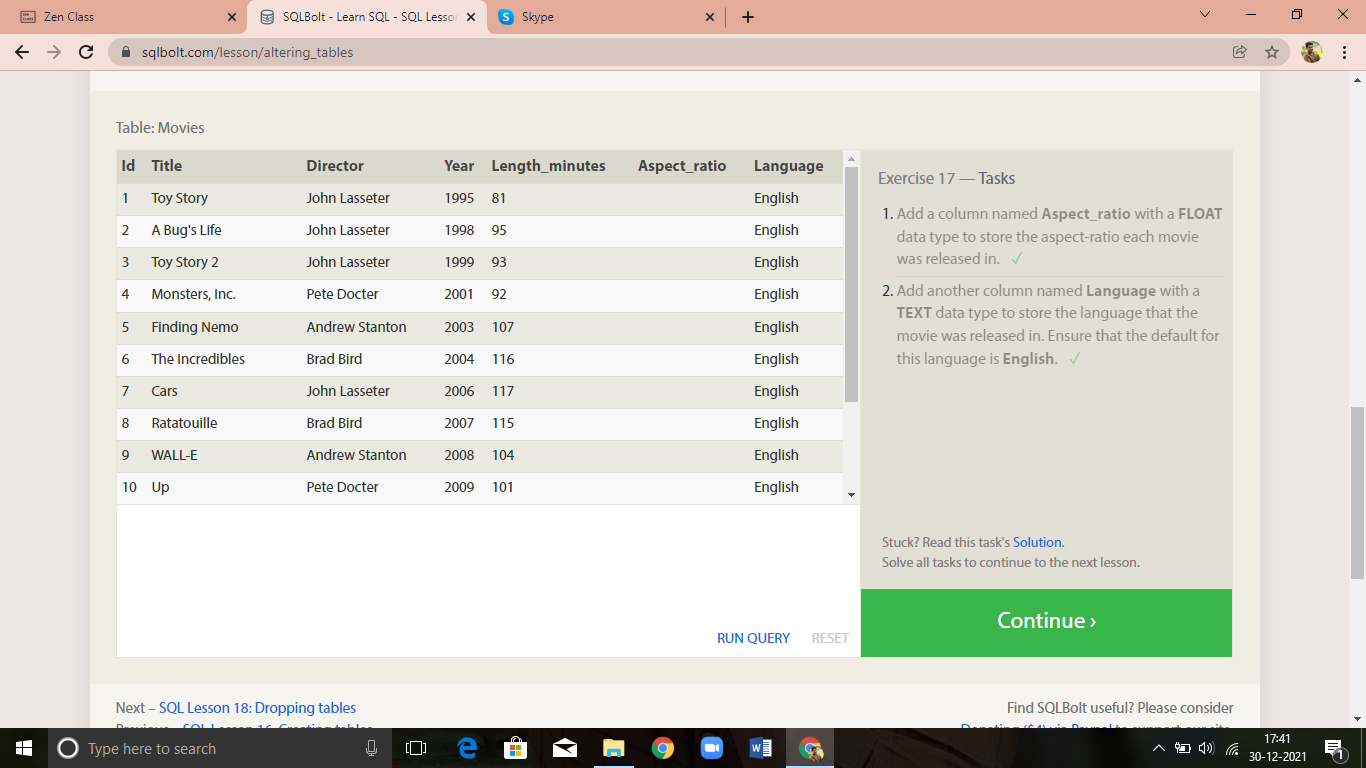 Zen Class
SQLBolt - Learn SQL - SQL Lesson
Skype
sqlbolt.com/lesson/altering_tables
Table: Movies
Id Title Director Year Length_minutes Aspect_ratio Language
1 Toy Story John Lasseter 1995 81 English
2 A Bug's Life John Lasseter 1998 95 English
3 Toy Story 2 John Lasseter 1999 93 English
4 Monsters, Inc. Pete Docter 2001 92 English
5 Finding Nemo Andrew Stanton 2003 107 English
6 The Incredibles Brad Bird 2004 116 English
7 Cars John Lasseter 2006 117 English
8 Ratatouille Brad Bird 2007 115 English
9 WALL-E Andrew Stanton 2008 104 English
10 Up Pete Docter 2009 101 English
RUN QUERY RESET
Exercise 17 — Tasks
1. Add a column named Aspect_ratio with a FLOAT
data type to store the aspect-ratio each movie
was released in. ✓
2. Add another column named Language with a
TEXT data type to store the language that the
movie was released in. Ensure that the default for
this language is English. ✓
Stuck? Read this task's Solution.
Solve all tasks to continue to the next lesson.
Continue ›
Next – SQL Lesson 18: Dropping tables
Previous – SQL Lesson 16: Creating tables
Find SQLBolt useful? Please consider
Donating ($4) via Paypal to support our site.
Type here to search
17:41
30-12-2021
1